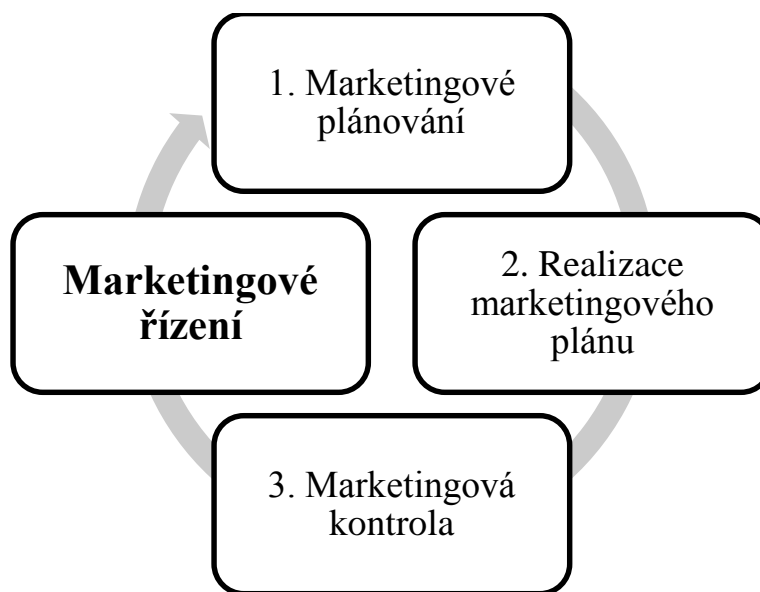 1. Marketingové
plánování
Marketingové
řízení
2. Realizace
marketingového
plánu
3. Marketingová
kontrola